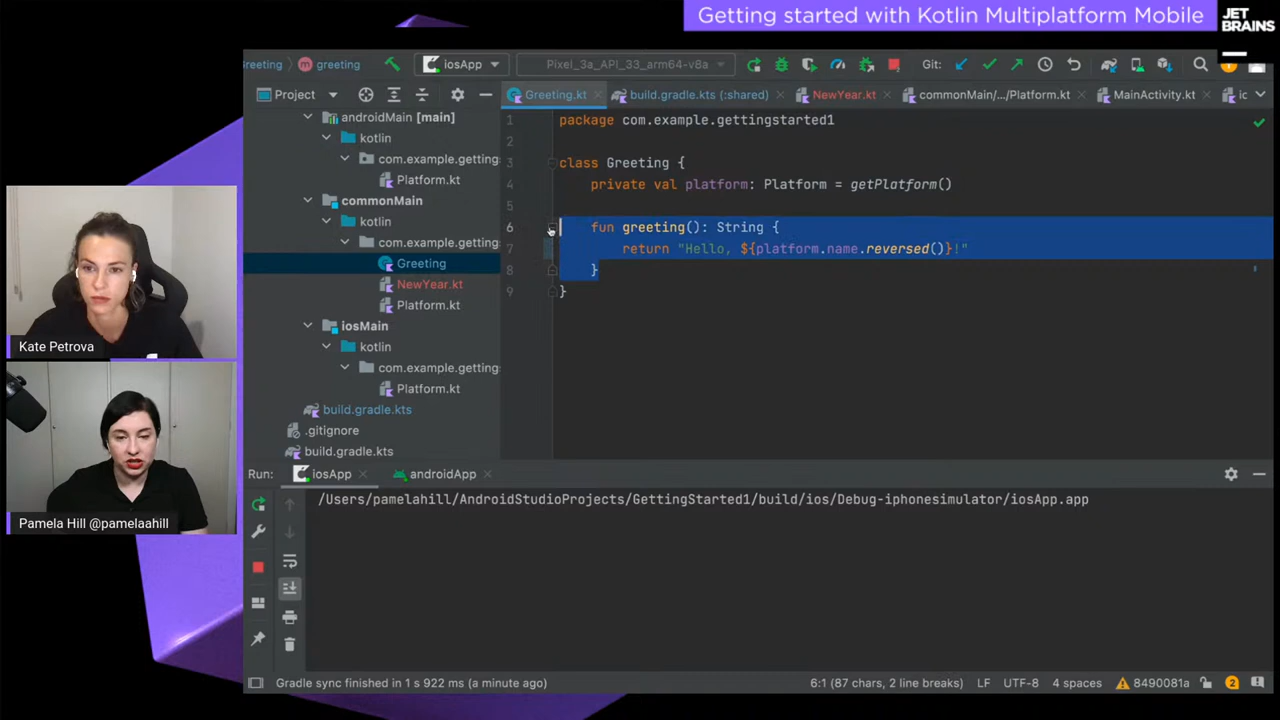 Getting started with Kotlin Multiplatform Mobile
JET
BRAINS
Greeting
greeting
iosApp
Pixel_3a_API_33_arm64-v8a
Git:
Project
Greeting.kt
build.gradle.kts (:shared)
NewYear.kt
commonMain/.../Platform.kt
MainActivity.kt
ic
androidMain [main]
kotlin
com.example.getting
Platform.kt
commonMain
kotlin
com.example.getting
Greeting
NewYear.kt
Platform.kt
iosMain
kotlin
com.example.getting
Platform.kt
build.gradle.kts
.gitignore
build.gradle.kts
1 package com.example.gettingstarted1
2
3 class Greeting {
4 private val platform: Platform = getPlatform()
5
6 fun greeting(): String {
7 return "Hello, ${platform.name.reversed()}!"
8 }
9 }
Kate Petrova
Pamela Hill @pamelaahill
Run:
iosApp
androidApp
/Users/pamelahill/AndroidStudioProjects/GettingStarted1/build/ios/Debug-iphonesimulator/iosApp.app
Gradle sync finished in 1 s 922 ms (a minute ago)
6:1 (87 chars, 2 line breaks)
LF
UTF-8
4 spaces
8490081a
2